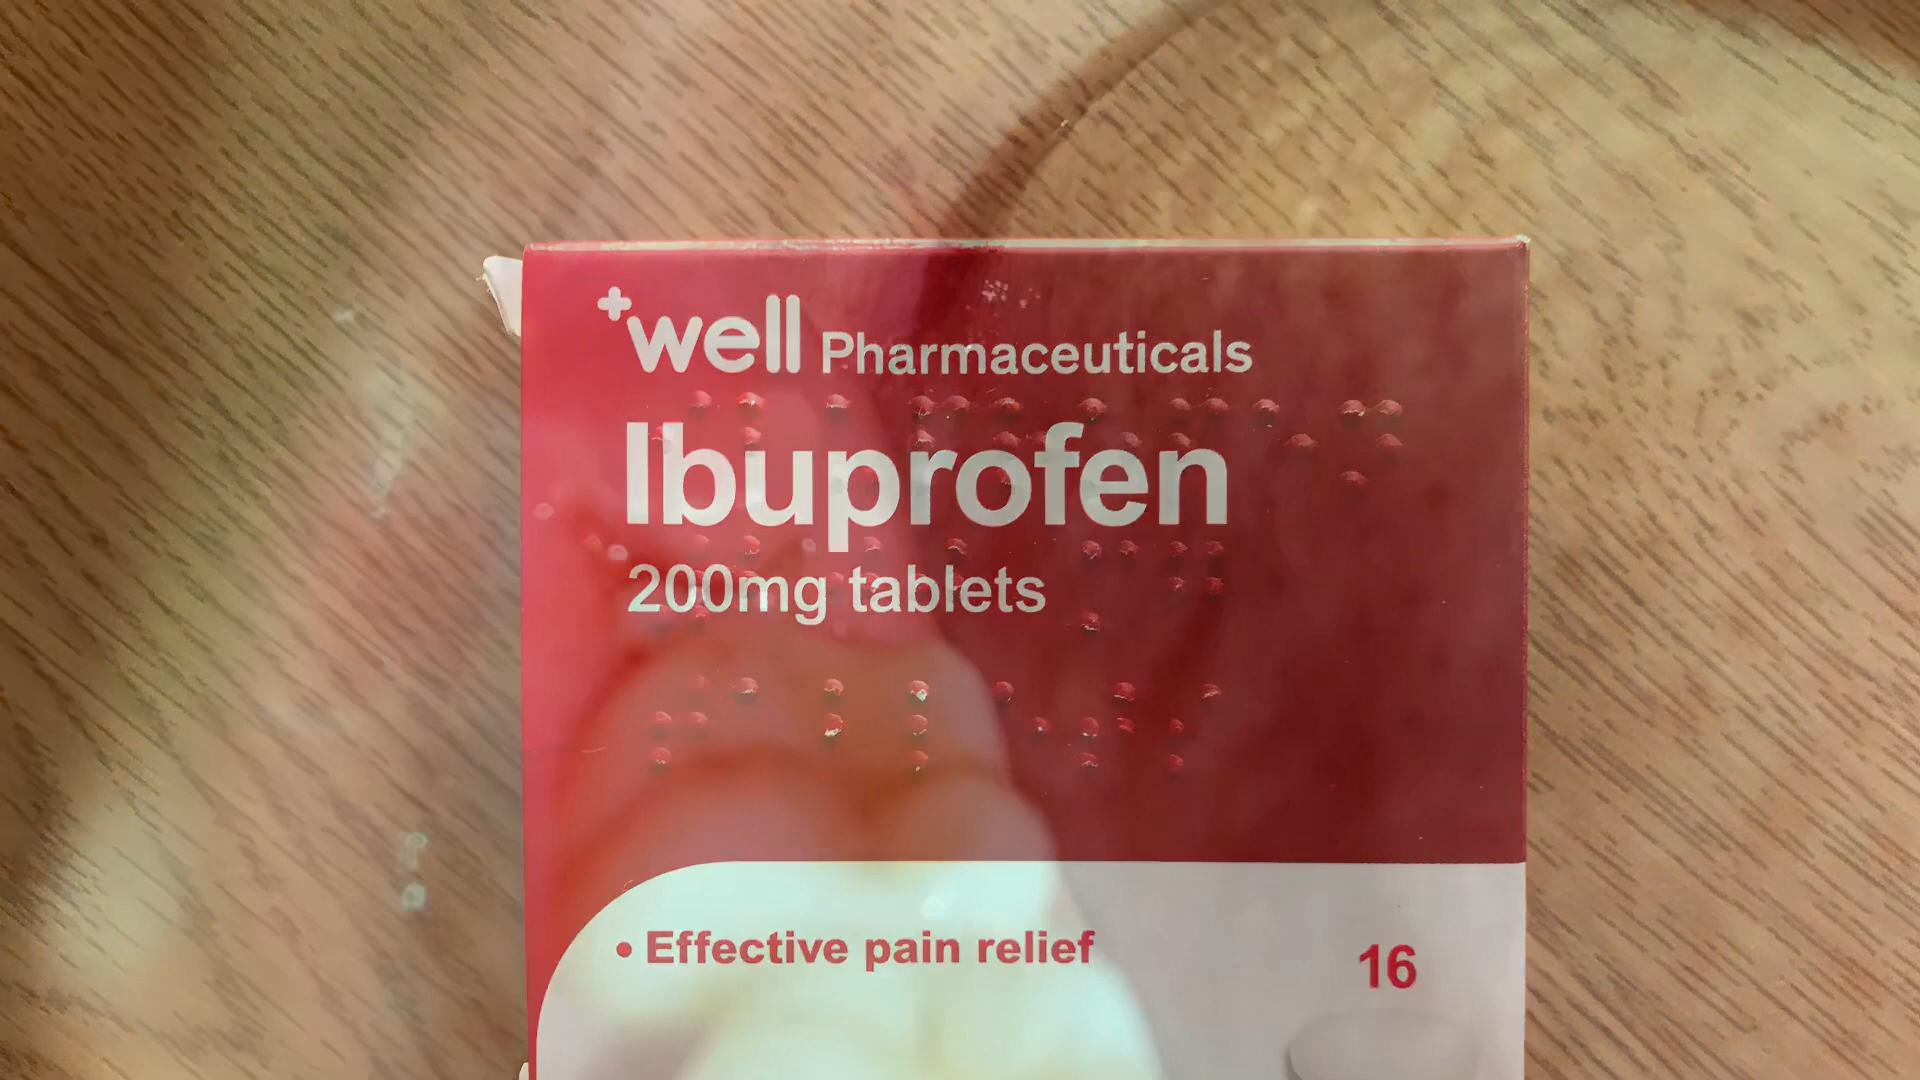 well Pharmaceuticals
Ibuprofen
200mg tablets
• Effective pain relief
16